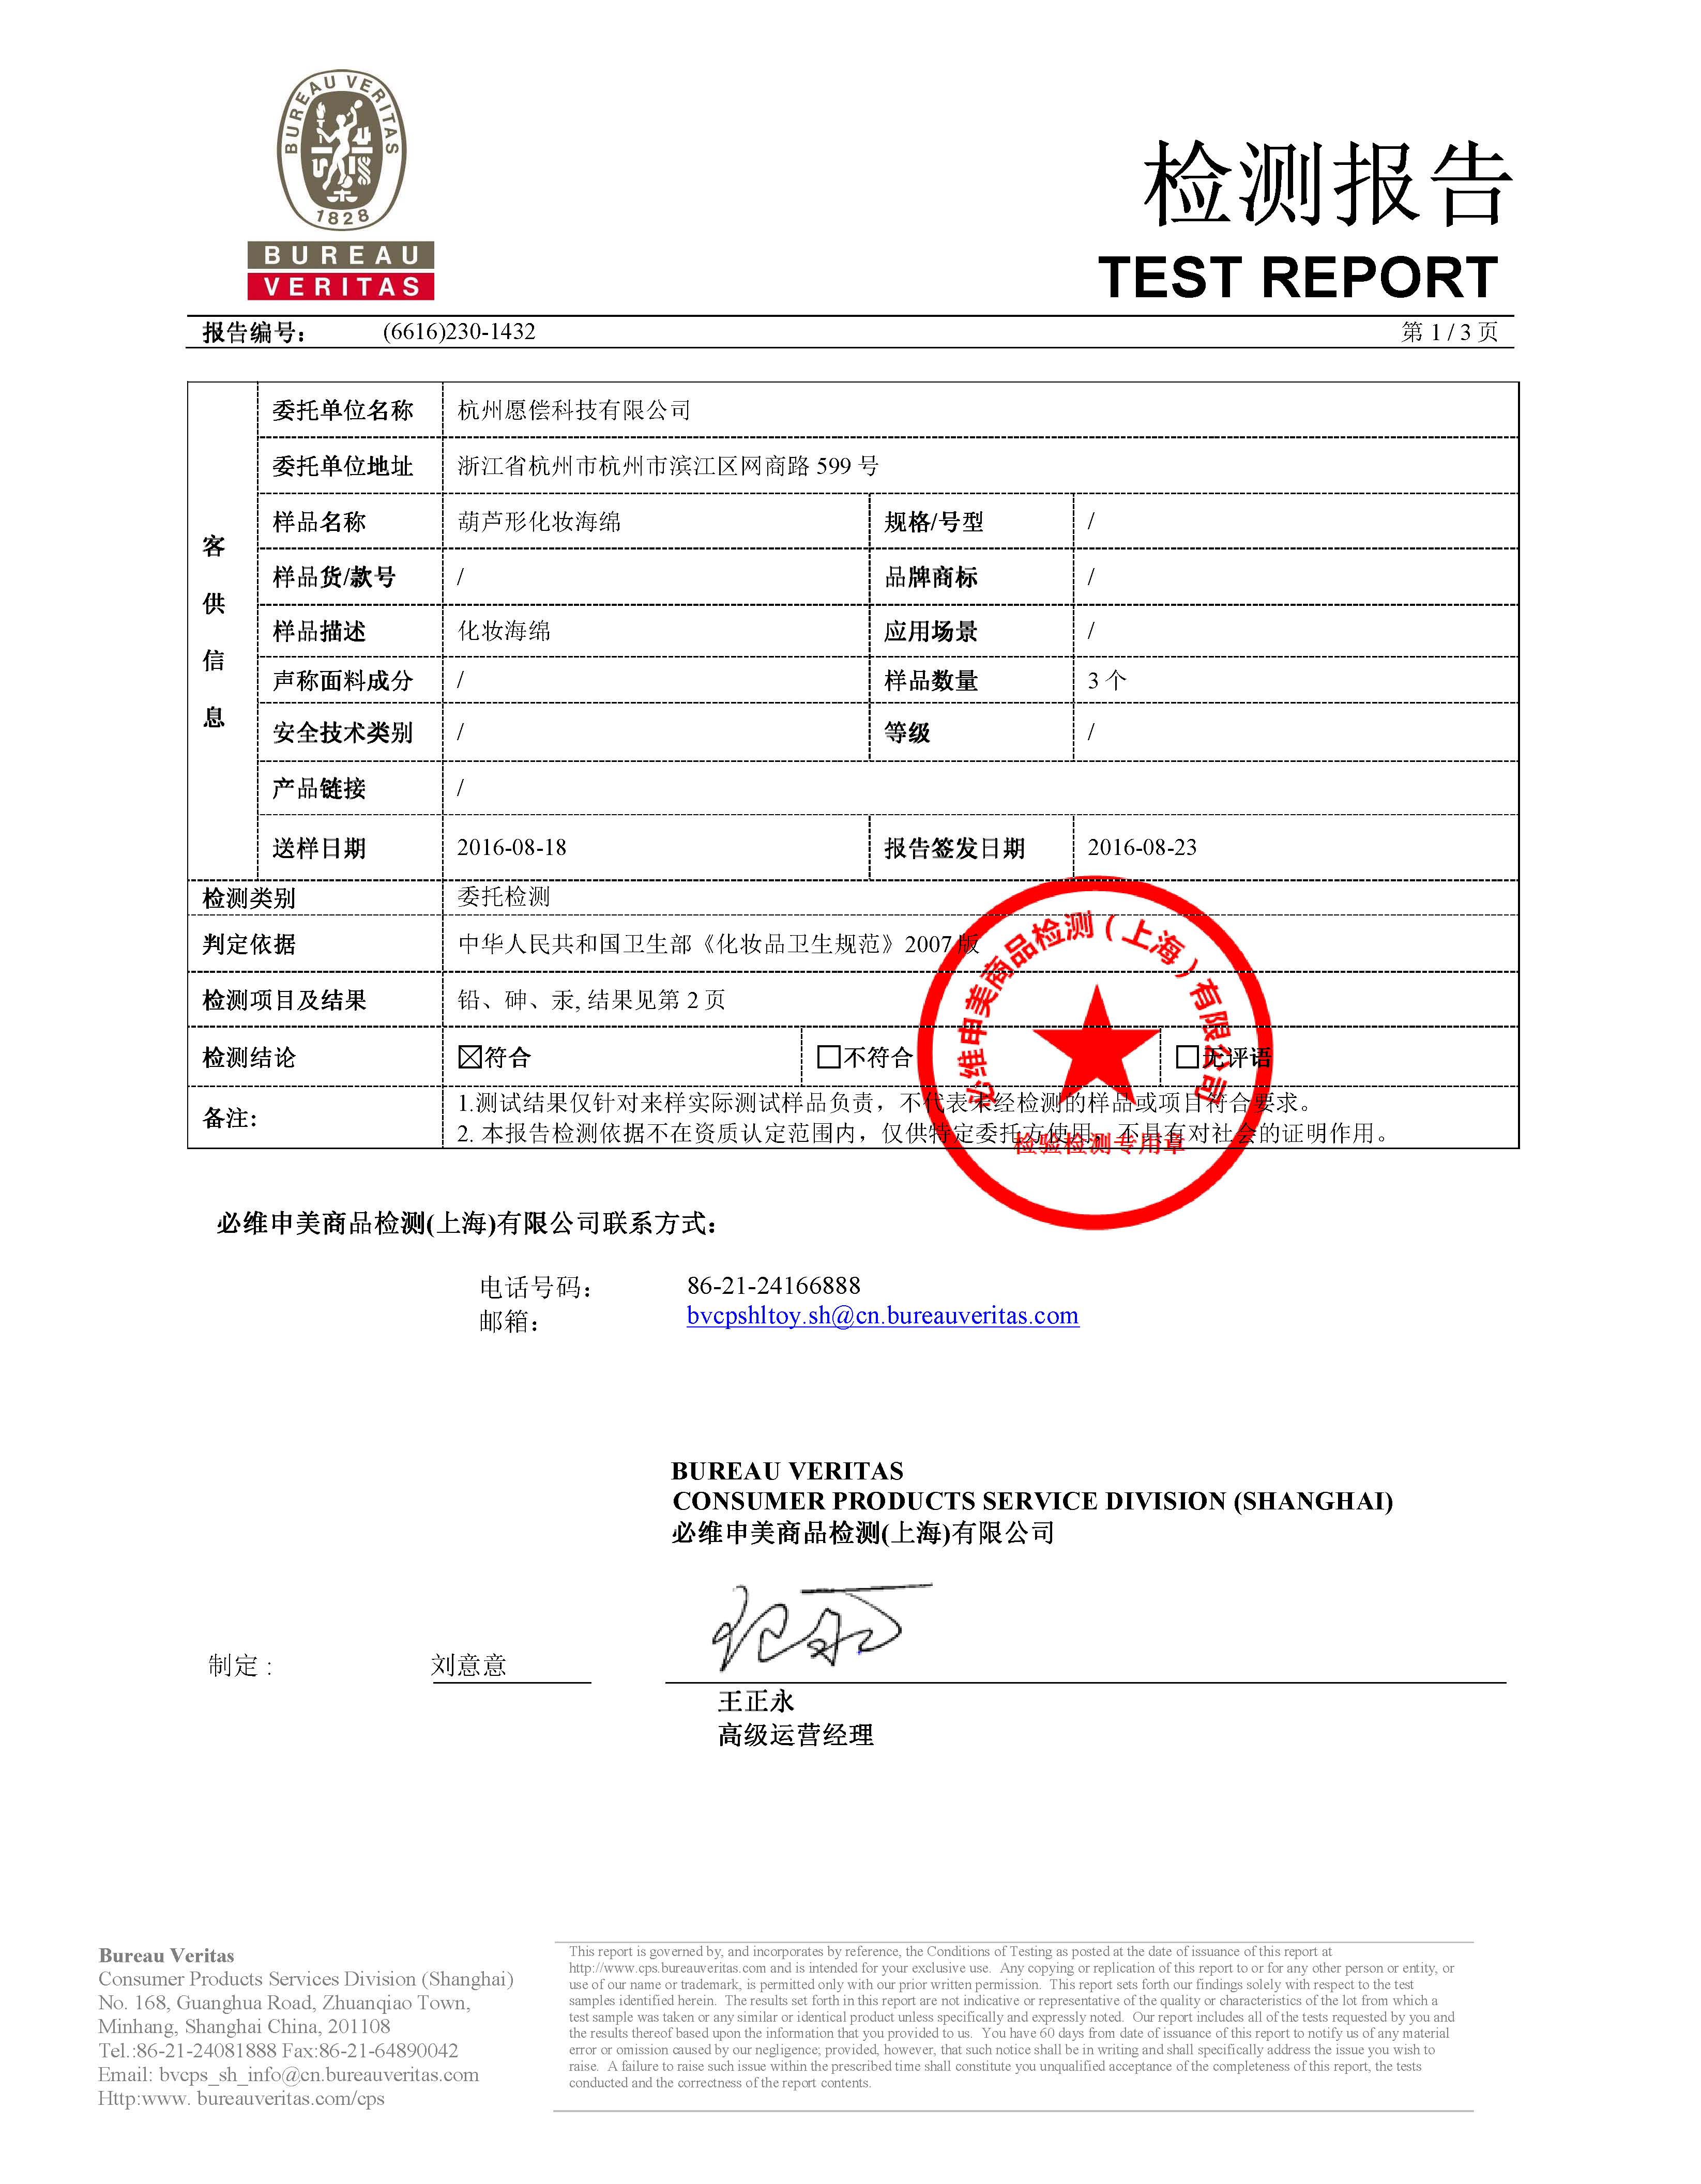 BUREAU VERITAS
1828
BUREAU
VERITAS
检测报告
TEST REPORT
报告编号： (6616)230-1432 第 1 / 3 页
客供信息
委托单位名称 杭州愿偿科技有限公司
委托单位地址 浙江省杭州市杭州市滨江区网商路 599 号
样品名称 葫芦形化妆海绵 规格/号型 /
样品货/款号 / 品牌商标 /
样品描述 化妆海绵 应用场景 /
声称面料成分 / 样品数量 3 个
安全技术类别 / 等级 /
产品链接 /
送样日期 2016-08-18 报告签发日期 2016-08-23
检测类别 委托检测
判定依据 中华人民共和国卫生部《化妆品卫生规范》2007 版
检测项目及结果 铅、砷、汞, 结果见第 2 页
检测结论 ☒符合 ☐不符合 ☐无评语
备注: 1.测试结果仅针对来样实际测试样品负责，不代表未经检测的样品或项目符合要求。
2. 本报告检测依据不在资质认定范围内，仅供特定委托方使用，不具有对社会的证明作用。
必维申美商品检测（上海）有限公司
检验检测专用章
必维申美商品检测(上海)有限公司联系方式：
电话号码： 86-21-24166888
邮箱： bvcpshltoy.sh@cn.bureauveritas.com
BUREAU VERITAS
CONSUMER PRODUCTS SERVICE DIVISION (SHANGHAI)
必维申美商品检测(上海)有限公司
制定 : 刘意意
王正永
高级运营经理
Bureau Veritas
Consumer Products Services Division (Shanghai)
No. 168, Guanghua Road, Zhuanqiao Town,
Minhang, Shanghai China, 201108
Tel.:86-21-24081888 Fax:86-21-64890042
Email: bvcps_sh_info@cn.bureauveritas.com
Http:www. bureauveritas.com/cps
This report is governed by, and incorporates by reference, the Conditions of Testing as posted at the date of issuance of this report at
http://www.cps.bureauveritas.com and is intended for your exclusive use. Any copying or replication of this report to or for any other person or entity, or
use of our name or trademark, is permitted only with our prior written permission. This report sets forth our findings solely with respect to the test
samples identified herein. The results set forth in this report are not indicative or representative of the quality or characteristics of the lot from which a
test sample was taken or any similar or identical product unless specifically and expressly noted. Our report includes all of the tests requested by you and
the results thereof based upon the information that you provided to us. You have 60 days from date of issuance of this report to notify us of any material
error or omission caused by our negligence; provided, however, that such notice shall be in writing and shall specifically address the issue you wish to
raise. A failure to raise such issue within the prescribed time shall constitute you unqualified acceptance of the completeness of this report, the tests
conducted and the correctness of the report contents.